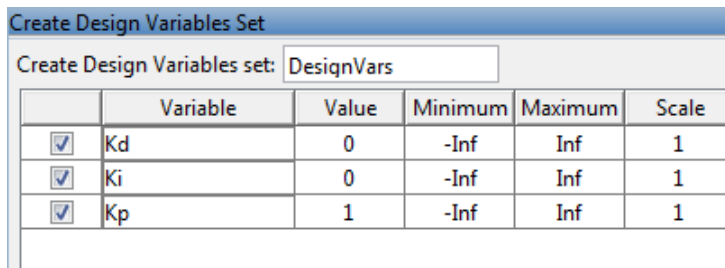 Create Design Variables Set
Create Design Variables set: DesignVars
Variable Value Minimum Maximum Scale
Kd 0 -Inf Inf 1
Ki 0 -Inf Inf 1
Kp 1 -Inf Inf 1